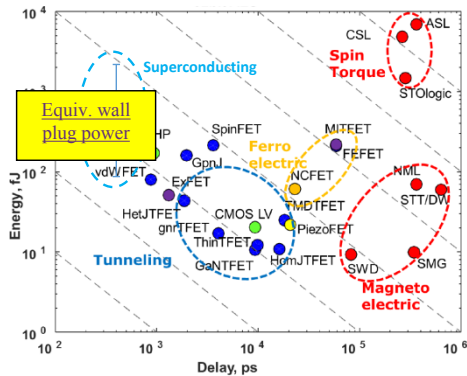 10^4
10^3
10^2
10^1
10^0
Energy, fJ
10^2
10^3
10^4
10^5
10^6
Delay, ps
Superconducting
Equiv. wall
plug power
HP
CSL
ASL
Spin
Torque
STOlogic
SpinFET
GpnJ
MITFET
FEFET
Ferro
electric
vdWFET
ExFET
NCFET
NML
HetJTFET
gnrTFET
CMOS LV
TMDTFET
STT/DW
ThinTFET
PiezoFET
Tunneling
GaNTFET
HomJTFET
SWD
SMG
Magneto
electric